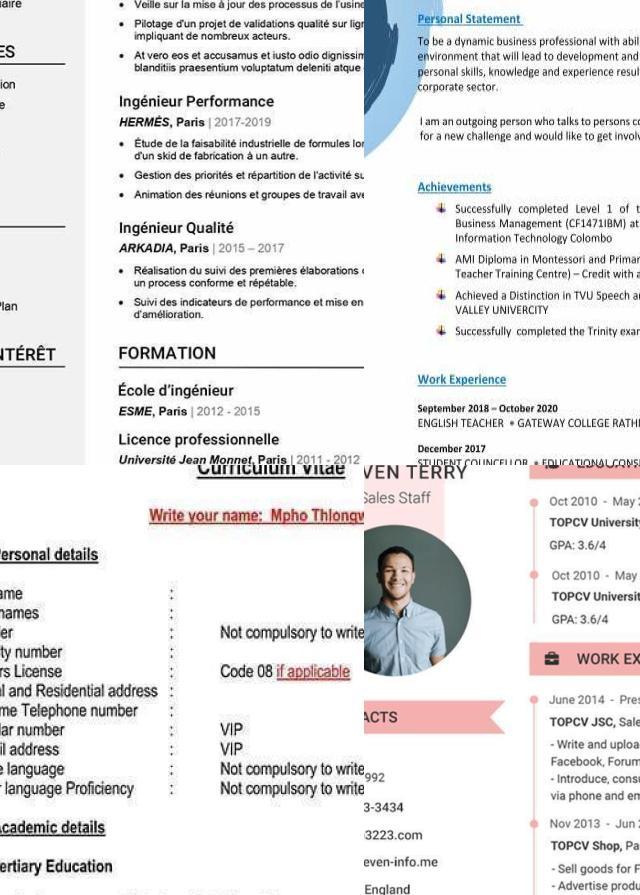 aire
ES
ion
e
Plan
NTÉRÊT
• Veille sur la mise à jour des processus de l'usine
• Pilotage d'un projet de validations qualité sur lign
impliquant de nombreux acteurs.
• At vero eos et accusamus et iusto odio dignissim
blanditiis praesentium voluptatum deleniti atque
Ingénieur Performance
HERMÈS, Paris | 2017-2019
• Étude de la faisabilité industrielle de formules lor
d'un skid de fabrication à un autre.
• Gestion des priorités et répartition de l'activité su
• Animation des réunions et groupes de travail ave
Ingénieur Qualité
ARKADIA, Paris | 2015 – 2017
• Réalisation du suivi des premières élaborations
un process conforme et répétable.
• Suivi des indicateurs de performance et mise en
d'amélioration.
FORMATION
École d'ingénieur
ESME, Paris | 2012 - 2015
Licence professionnelle
Université Jean Monnet, Paris | 2011 - 2012
Personal Statement
To be a dynamic business professional with abil
environment that will lead to development and
personal skills, knowledge and experience resul
corporate sector.
I am an outgoing person who talks to persons co
for a new challenge and would like to get involv
Achievements
Successfully completed Level 1 of t
Business Management (CF1471IBM) at
Information Technology Colombo
AMI Diploma in Montessori and Primar
Teacher Training Centre) – Credit with a
Achieved a Distinction in TVU Speech an
VALLEY UNIVERCITY
Successfully completed the Trinity exar
Work Experience
September 2018 – October 2020
ENGLISH TEACHER • GATEWAY COLLEGE RATH
December 2017
STUDENT COUNCELLOR • EDUCATIONAL CONS
Curriculum Vitae
Write your name: Mpho Thlongw
Personal details
ame :
names :
der : Not compulsory to write
ity number :
ers License : Code 08 if applicable
al and Residential address :
me Telephone number :
lar number : VIP
il address : VIP
e language : Not compulsory to write
r language Proficiency : Not compulsory to write
Academic details
ertiary Education
VEN TERRY
Sales Staff
ACTS
992
3-3434
3223.com
even-info.me
England
Oct 2010 - May 2
TOPCV University
GPA: 3.6/4
Oct 2010 - May
TOPCV Universit
GPA: 3.6/4
WORK EX
June 2014 - Pres
TOPCV JSC, Sale
- Write and uploa
Facebook, Forum
- Introduce, consu
via phone and em
Nov 2013 - Jun 2
TOPCV Shop, Pa
- Sell goods for F
- Advertise produ